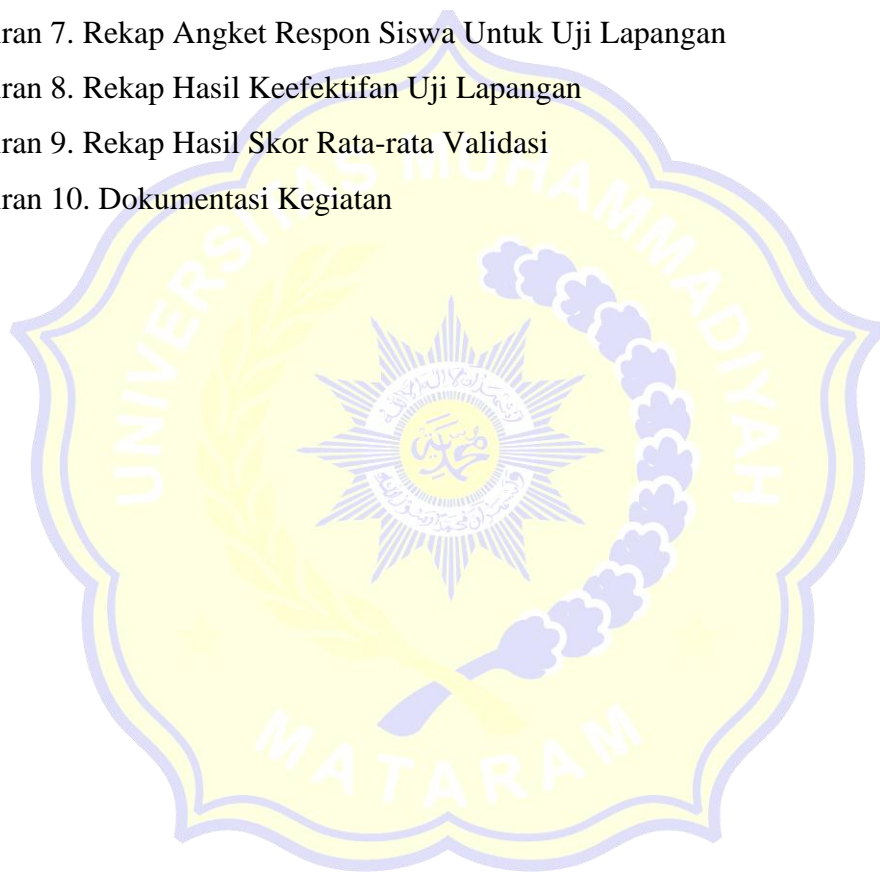 ran 7. Rekap Angket Respon Siswa Untuk Uji Lapangan
ran 8. Rekap Hasil Keefektifan Uji Lapangan
ran 9. Rekap Hasil Skor Rata-rata Validasi
ran 10. Dokumentasi Kegiatan
UNIVERSITAS MUHAMMADIYAH
MATARAM